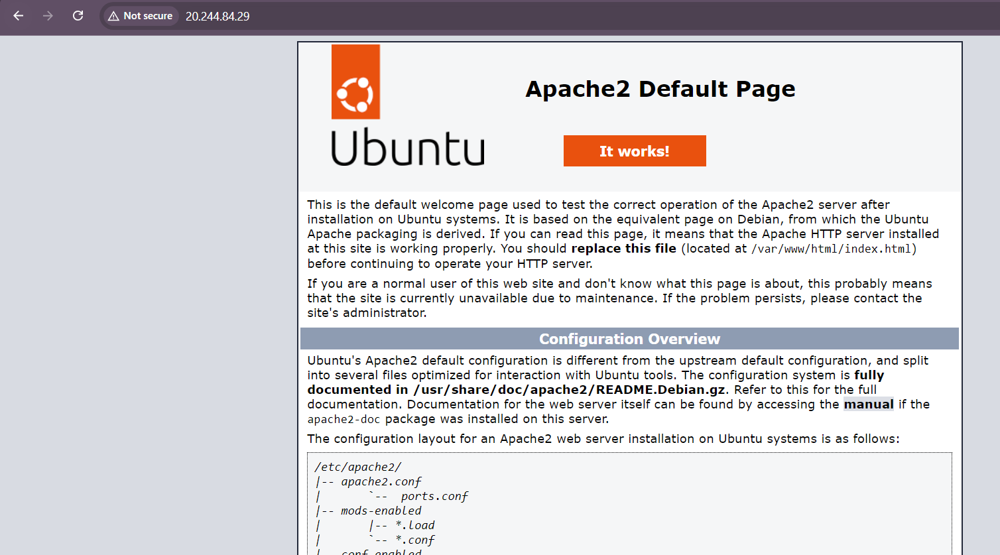 Not secure 20.244.84.29
Apache2 Default Page
Ubuntu
It works!
This is the default welcome page used to test the correct operation of the Apache2 server after
installation on Ubuntu systems. It is based on the equivalent page on Debian, from which the Ubuntu
Apache packaging is derived. If you can read this page, it means that the Apache HTTP server installed
at this site is working properly. You should replace this file (located at /var/www/html/index.html)
before continuing to operate your HTTP server.
If you are a normal user of this web site and don't know what this page is about, this probably means
that the site is currently unavailable due to maintenance. If the problem persists, please contact the
site's administrator.
Configuration Overview
Ubuntu's Apache2 default configuration is different from the upstream default configuration, and split
into several files optimized for interaction with Ubuntu tools. The configuration system is fully
documented in /usr/share/doc/apache2/README.Debian.gz. Refer to this for the full
documentation. Documentation for the web server itself can be found by accessing the manual if the
apache2-doc package was installed on this server.
The configuration layout for an Apache2 web server installation on Ubuntu systems is as follows:
/etc/apache2/
|-- apache2.conf
|       `--  ports.conf
|-- mods-enabled
|       |-- *.load
|       `-- *.conf
|-- conf-enabled